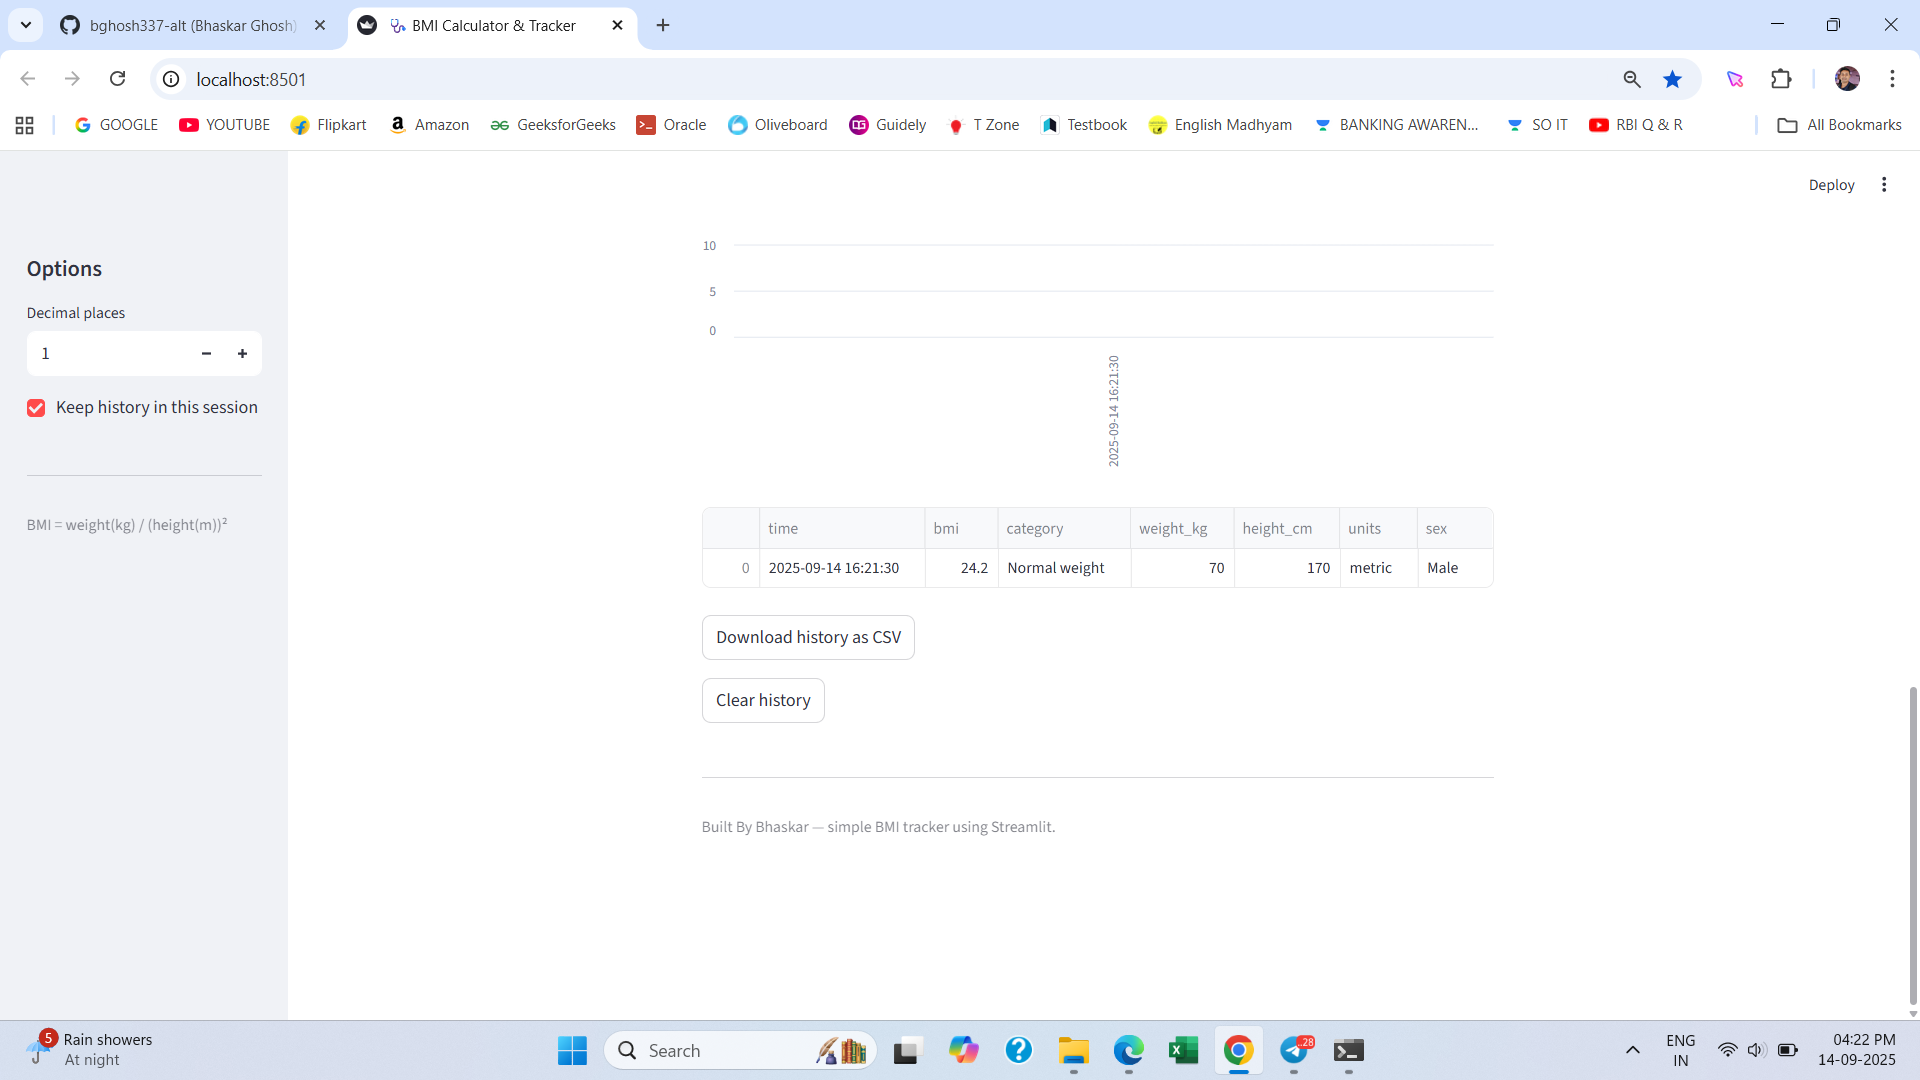 bghosh337-alt (Bhaskar Ghosh)
BMI Calculator & Tracker
localhost:8501
GOOGLE
YOUTUBE
Flipkart
Amazon
GeeksforGeeks
Oracle
Oliveboard
Guidely
T Zone
Testbook
English Madhyam
BANKING AWAREN...
SO IT
RBI Q & R
All Bookmarks
Deploy
Options
Decimal places
1
Keep history in this session
BMI = weight(kg) / (height(m))²
10
5
0
2025-09-14 16:21:30
time bmi category weight_kg height_cm units sex
0 2025-09-14 16:21:30 24.2 Normal weight 70 170 metric Male
Download history as CSV
Clear history
Built By Bhaskar — simple BMI tracker using Streamlit.
5
Rain showers
At night
Search
ENG
IN
04:22 PM
14-09-2025